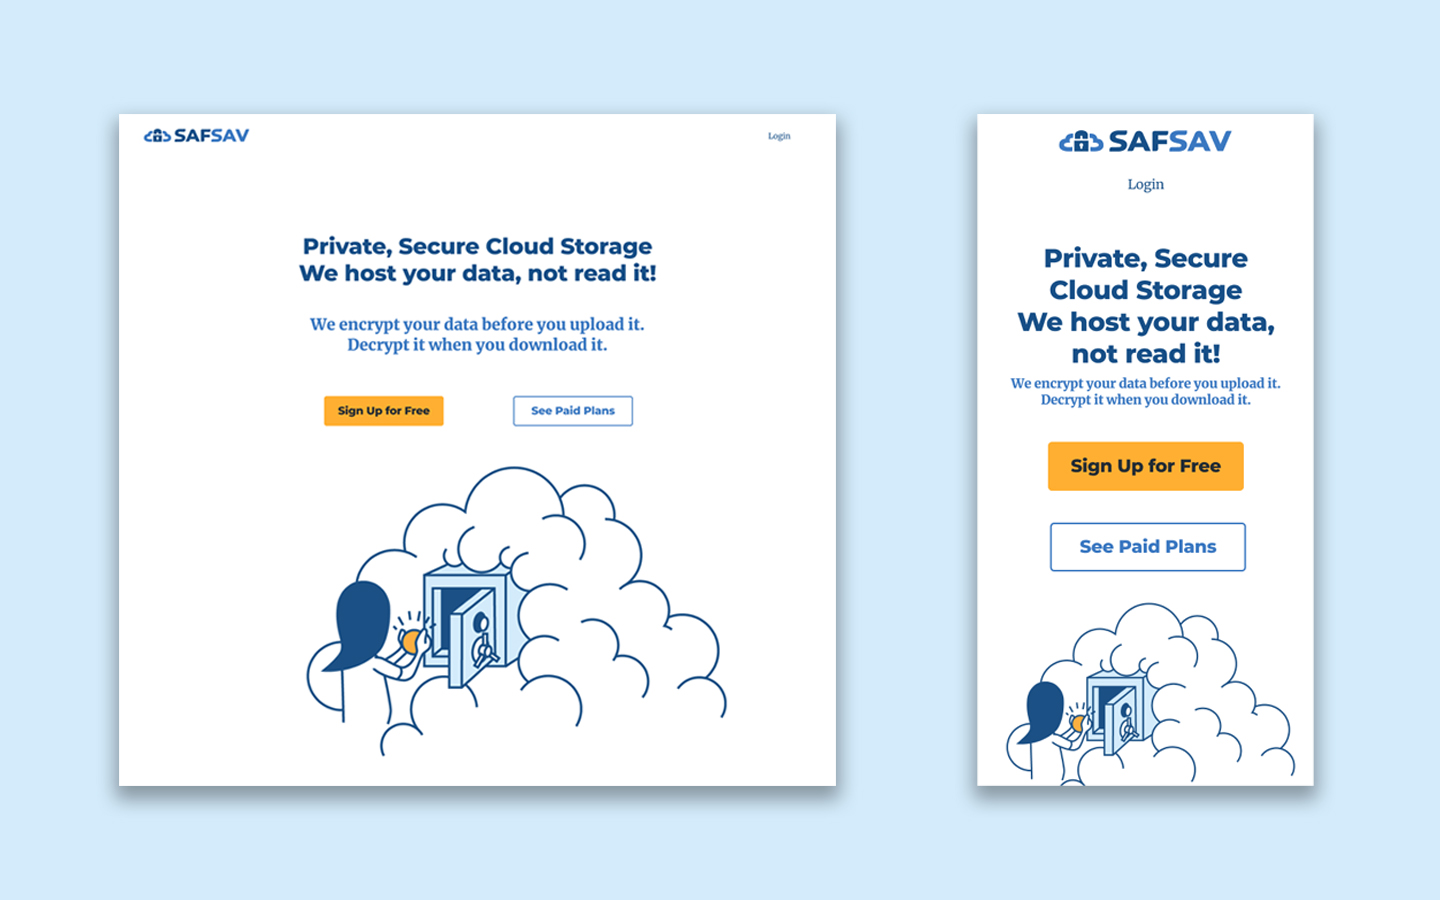 SAFSAV
Login
Private, Secure Cloud Storage
We host your data, not read it!
We encrypt your data before you upload it.
Decrypt it when you download it.
Sign Up for Free
See Paid Plans
SAFSAV
Login
Private, Secure
Cloud Storage
We host your data,
not read it!
We encrypt your data before you upload it.
Decrypt it when you download it.
Sign Up for Free
See Paid Plans